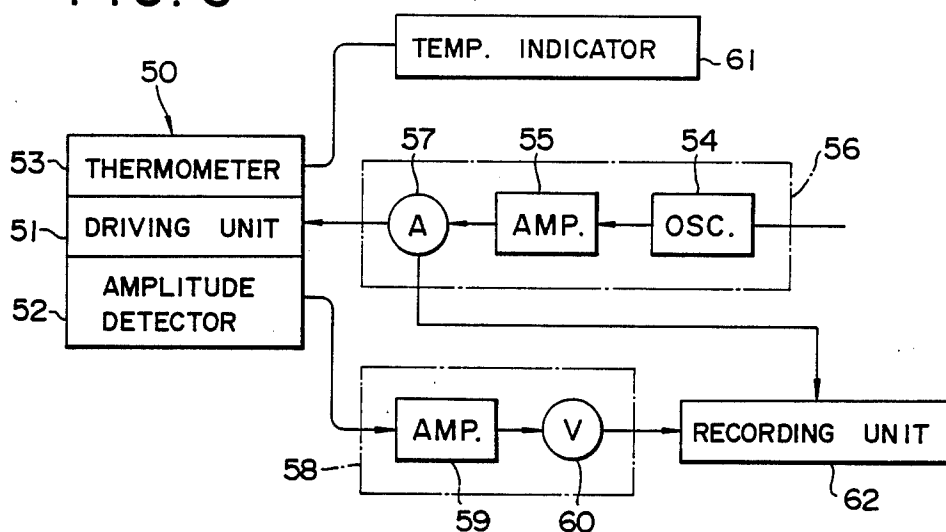 TEMP. INDICATOR
61
50
57
55
54
56
53
THERMOMETER
A
AMP.
OSC.
51
DRIVING UNIT
52
AMPLITUDE
DETECTOR
AMP.
V
RECORDING UNIT
58
59
60
62